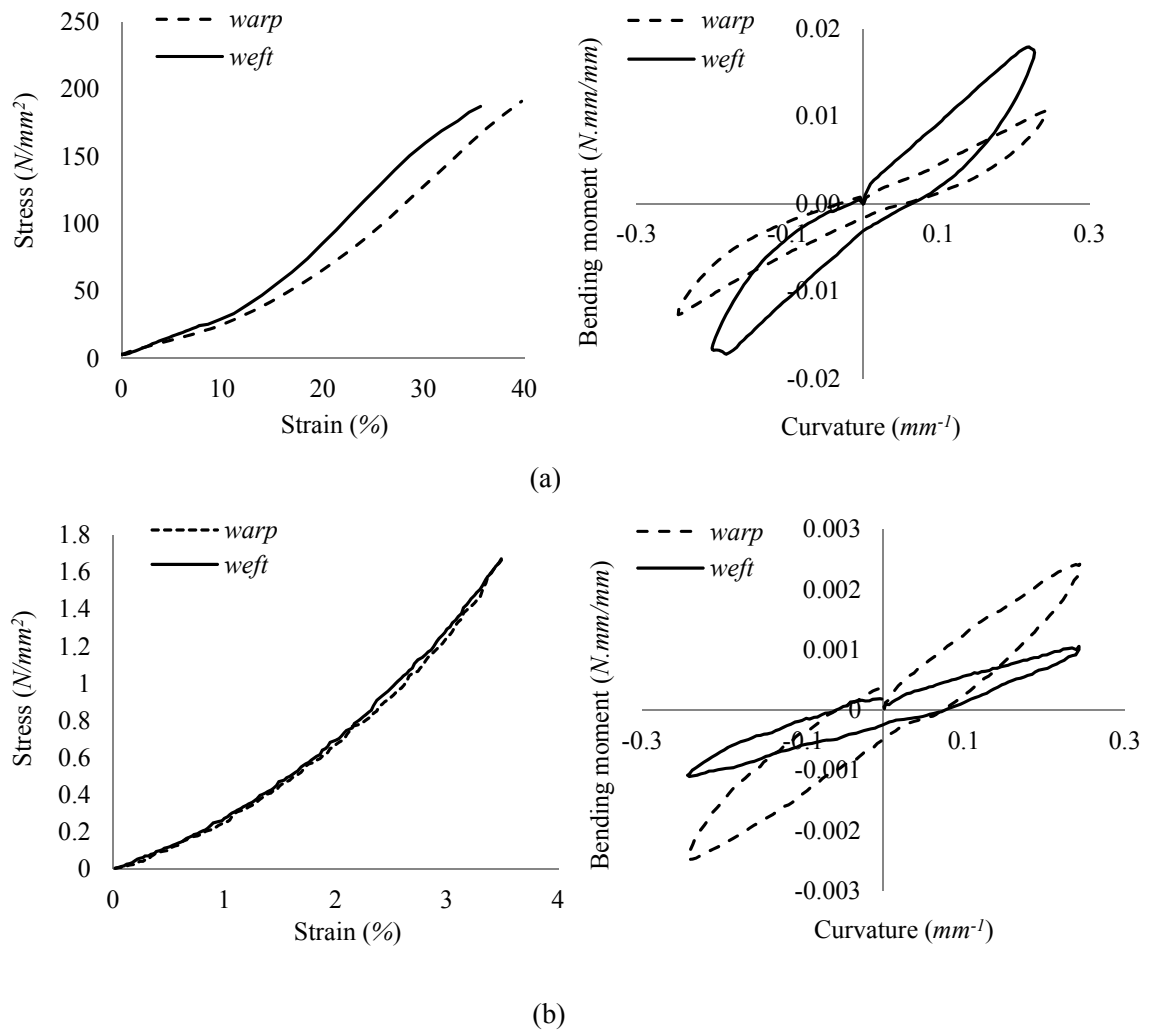 warp
weft
250
200
150
100
50
0
0 10 20 30 40
Stress (N/mm²)
Strain (%)
warp
weft
0.02
0.01
0.00
-0.01
-0.02
-0.3 -0.1 0.1 0.3
Bending moment (N.mm/mm)
Curvature (mm⁻¹)
(a)
warp
weft
1.8
1.6
1.4
1.2
1
0.8
0.6
0.4
0.2
0
0 1 2 3 4
Stress (N/mm²)
Strain (%)
warp
weft
0.003
0.002
0.001
0
-0.001
-0.002
-0.003
-0.3 -0.1 0.1 0.3
Bending moment (N.mm/mm)
Curvature (mm⁻¹)
(b)